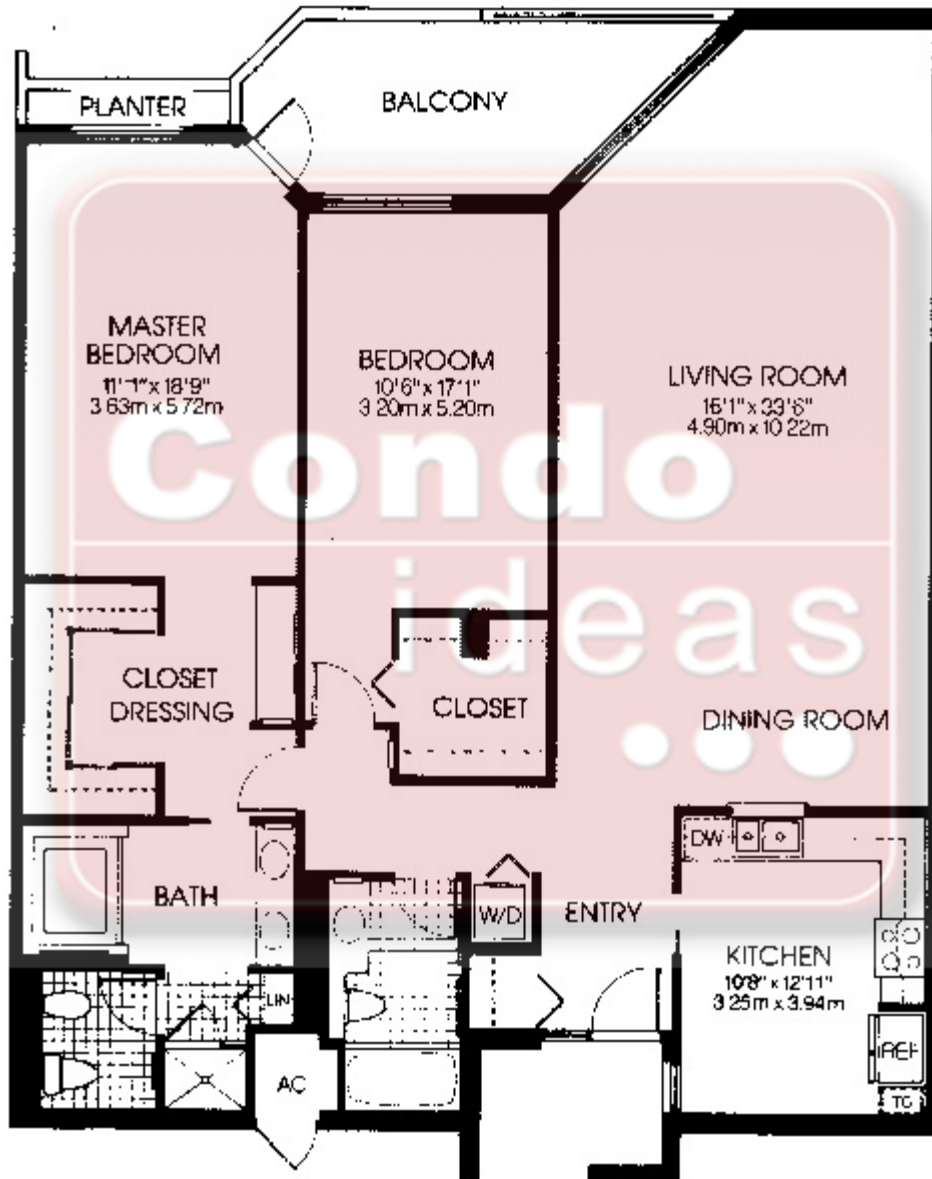 PLANTER
BALCONY
MASTER
BEDROOM
11'-1" x 18'9"
3.63m x 5.72m
BEDROOM
10'6" x 17'1"
3.20m x 5.20m
LIVING ROOM
16'1" x 33'6"
4.90m x 10.22m
Condo
ideas
CLOSET
DRESSING
CLOSET
DINING ROOM
DW
BATH
W/D
ENTRY
KITCHEN
10'8" x 12'11"
3.25m x 3.94m
LIN
AC
REF
TC